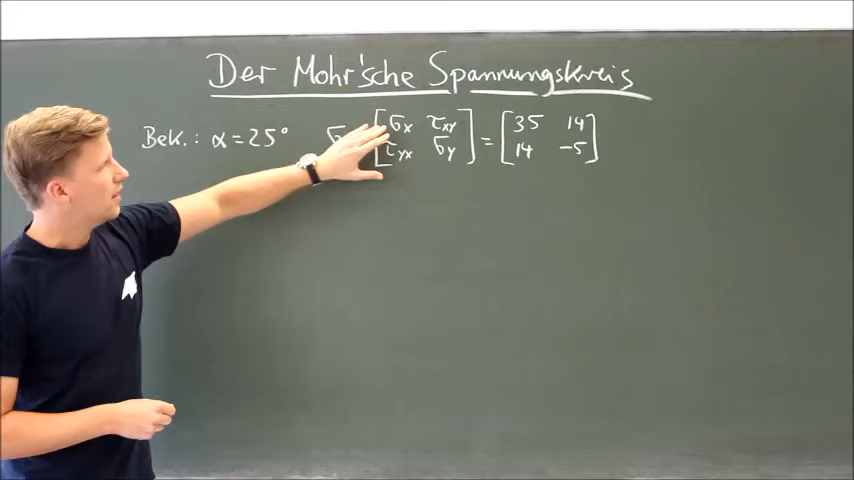 Der Mohr'sche Spannungskreis
Bek.: α = 25° σ [σx τxy τyx σy] = [35 14 14 -5]